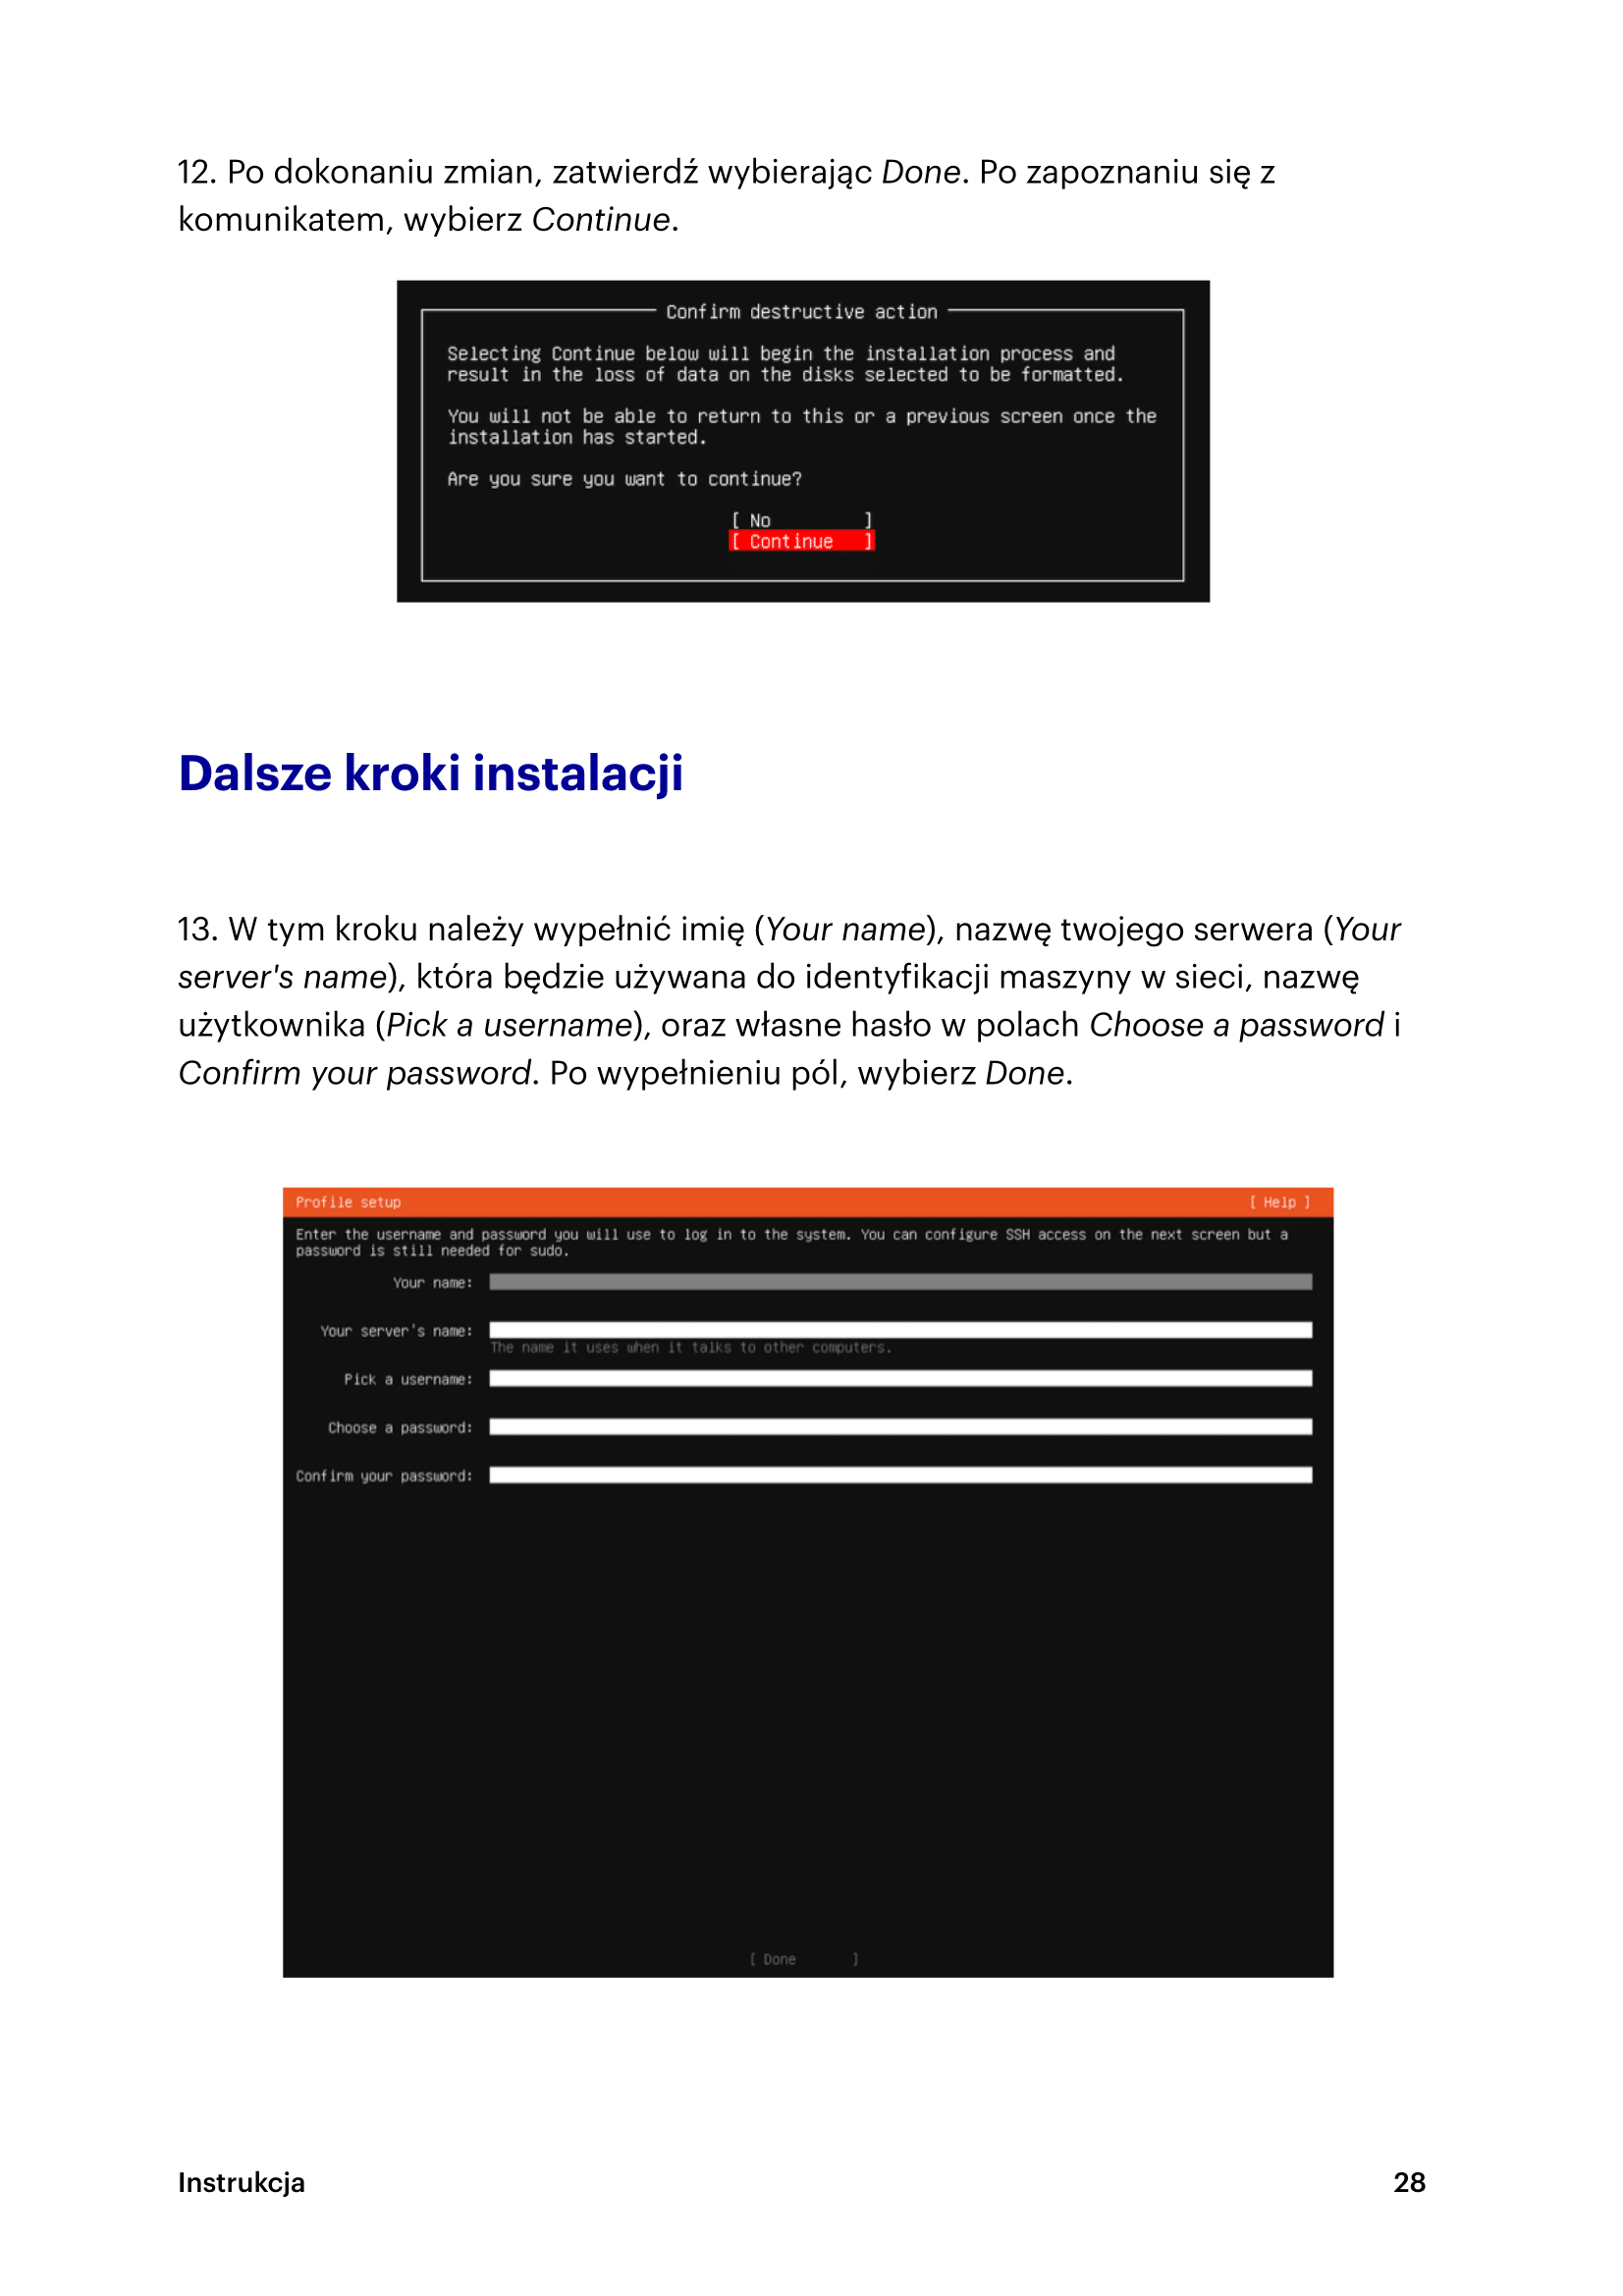 12. Po dokonaniu zmian, zatwierdź wybierając Done. Po zapoznaniu się z
komunikatem, wybierz Continue.
Confirm destructive action
Selecting Continue below will begin the installation process and
result in the loss of data on the disks selected to be formatted.
You will not be able to return to this or a previous screen once the
installation has started.
Are you sure you want to continue?
[ No ]
[ Continue ]
Dalsze kroki instalacji
13. W tym kroku należy wypełnić imię (Your name), nazwę twojego serwera (Your
server's name), która będzie używana do identyfikacji maszyny w sieci, nazwę
użytkownika (Pick a username), oraz własne hasło w polach Choose a password i
Confirm your password. Po wypełnieniu pól, wybierz Done.
Profile setup [ Help ]
Enter the username and password you will use to log in to the system. You can configure SSH access on the next screen but a
password is still needed for sudo.
Your name:
Your server's name:
The name it uses when it talks to other computers.
Pick a username:
Choose a password:
Confirm your password:
[ Done ]
Instrukcja 28